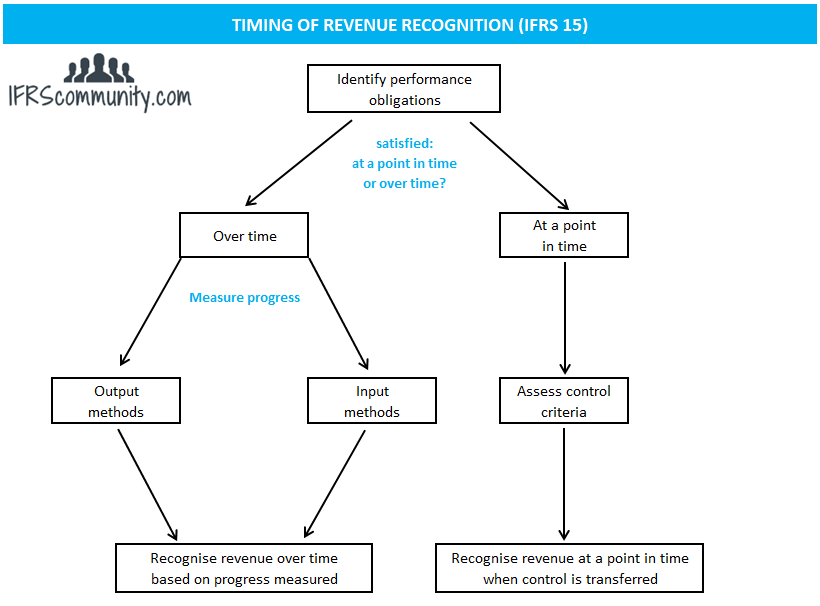 TIMING OF REVENUE RECOGNITION (IFRS 15)
IFRScommunity.com
Identify performance
obligations
satisfied:
at a point in time
or over time?
Over time
At a point
in time
Measure progress
Output
methods
Input
methods
Assess control
criteria
Recognise revenue over time
based on progress measured
Recognise revenue at a point in time
when control is transferred